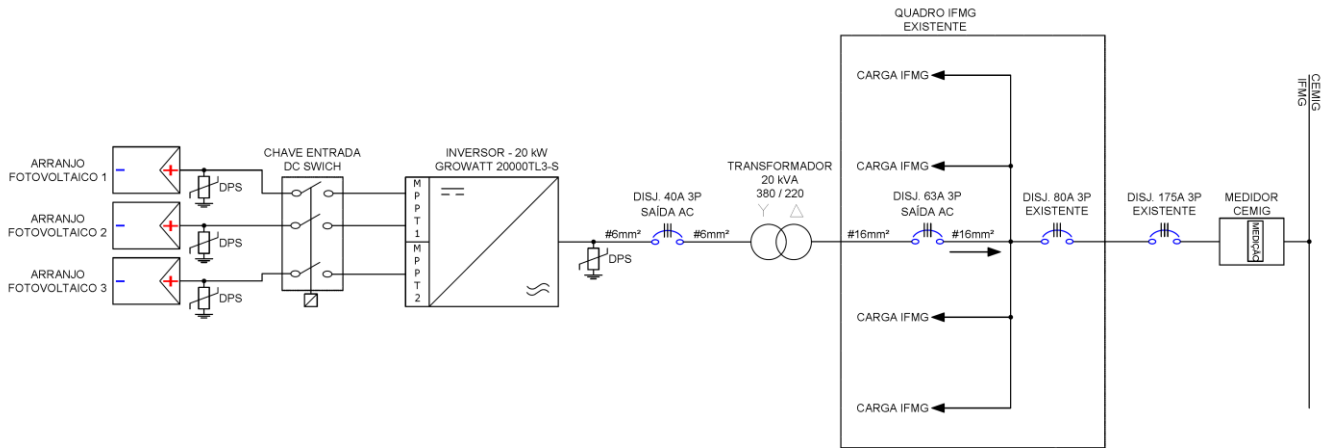 QUADRO IFMG
EXISTENTE
CARGA IFMG
CEMIG
IFMG
ARRANJO
FOTOVOLTAICO 1
DPS
CHAVE ENTRADA
DC SWICH
INVERSOR - 20 kW
GROWATT 20000TL3-S
MPPT1
MPPT2
TRANSFORMADOR
20 kVA
380 / 220
CARGA IFMG
ARRANJO
FOTOVOLTAICO 2
DPS
DISJ. 40A 3P
SAÍDA AC
#6mm²
#6mm²
DPS
#16mm²
DISJ. 63A 3P
SAÍDA AC
#16mm²
DISJ. 80A 3P
EXISTENTE
DISJ. 175A 3P
EXISTENTE
MEDIDOR
CEMIG
MEDIÇÃO
ARRANJO
FOTOVOLTAICO 3
DPS
CARGA IFMG
CARGA IFMG